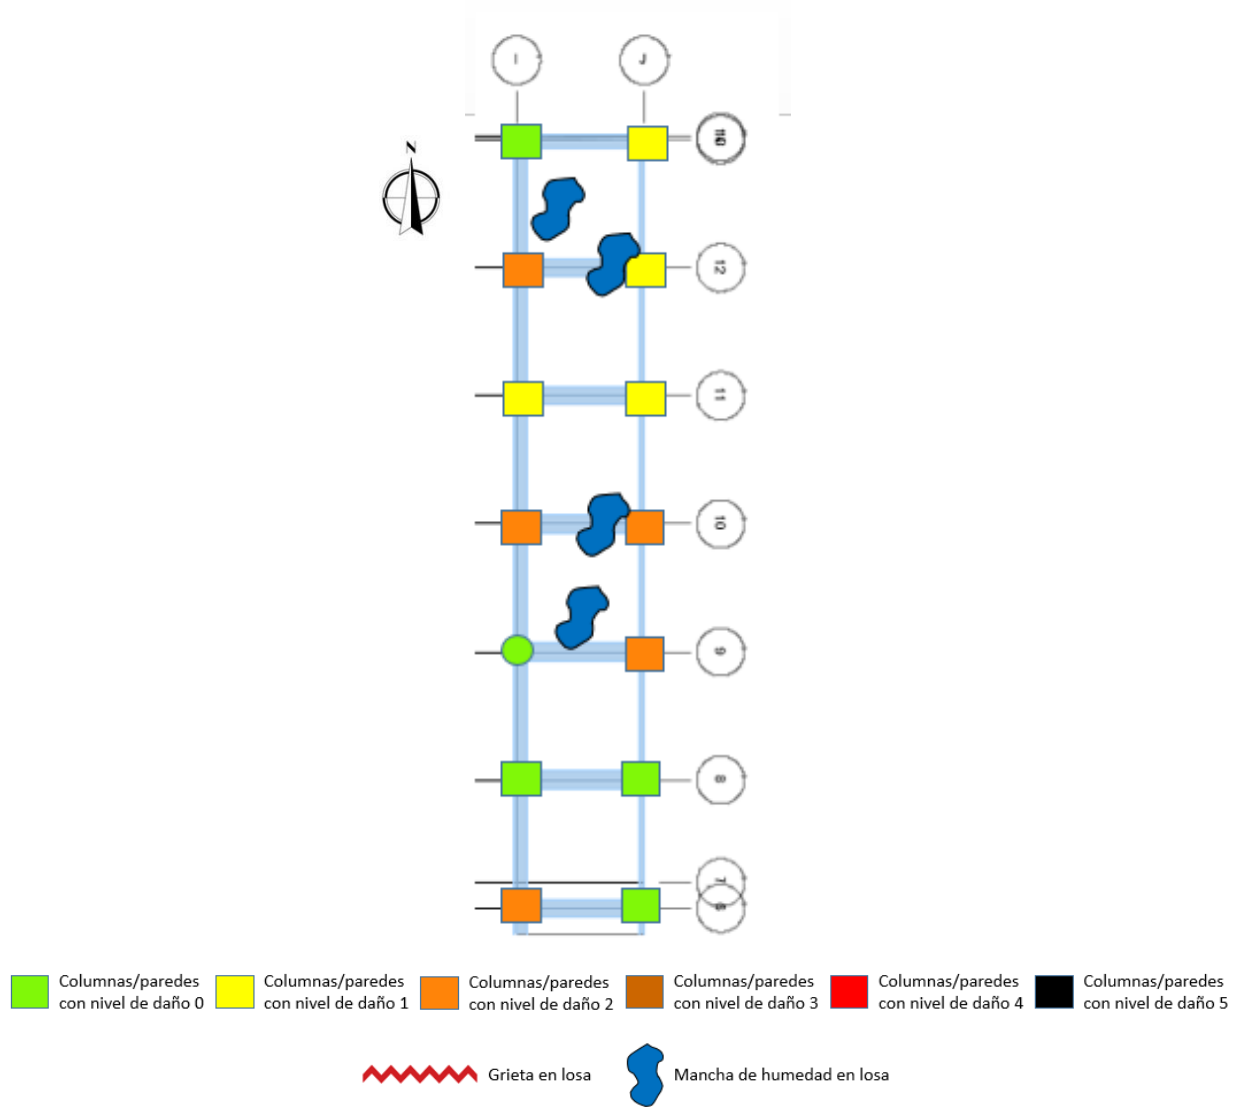 I
J
N
12
11
10
9
8
7
6
Columnas/paredes
con nivel de daño 0
Columnas/paredes
con nivel de daño 1
Columnas/paredes
con nivel de daño 2
Columnas/paredes
con nivel de daño 3
Columnas/paredes
con nivel de daño 4
Columnas/paredes
con nivel de daño 5
Grieta en losa
Mancha de humedad en losa